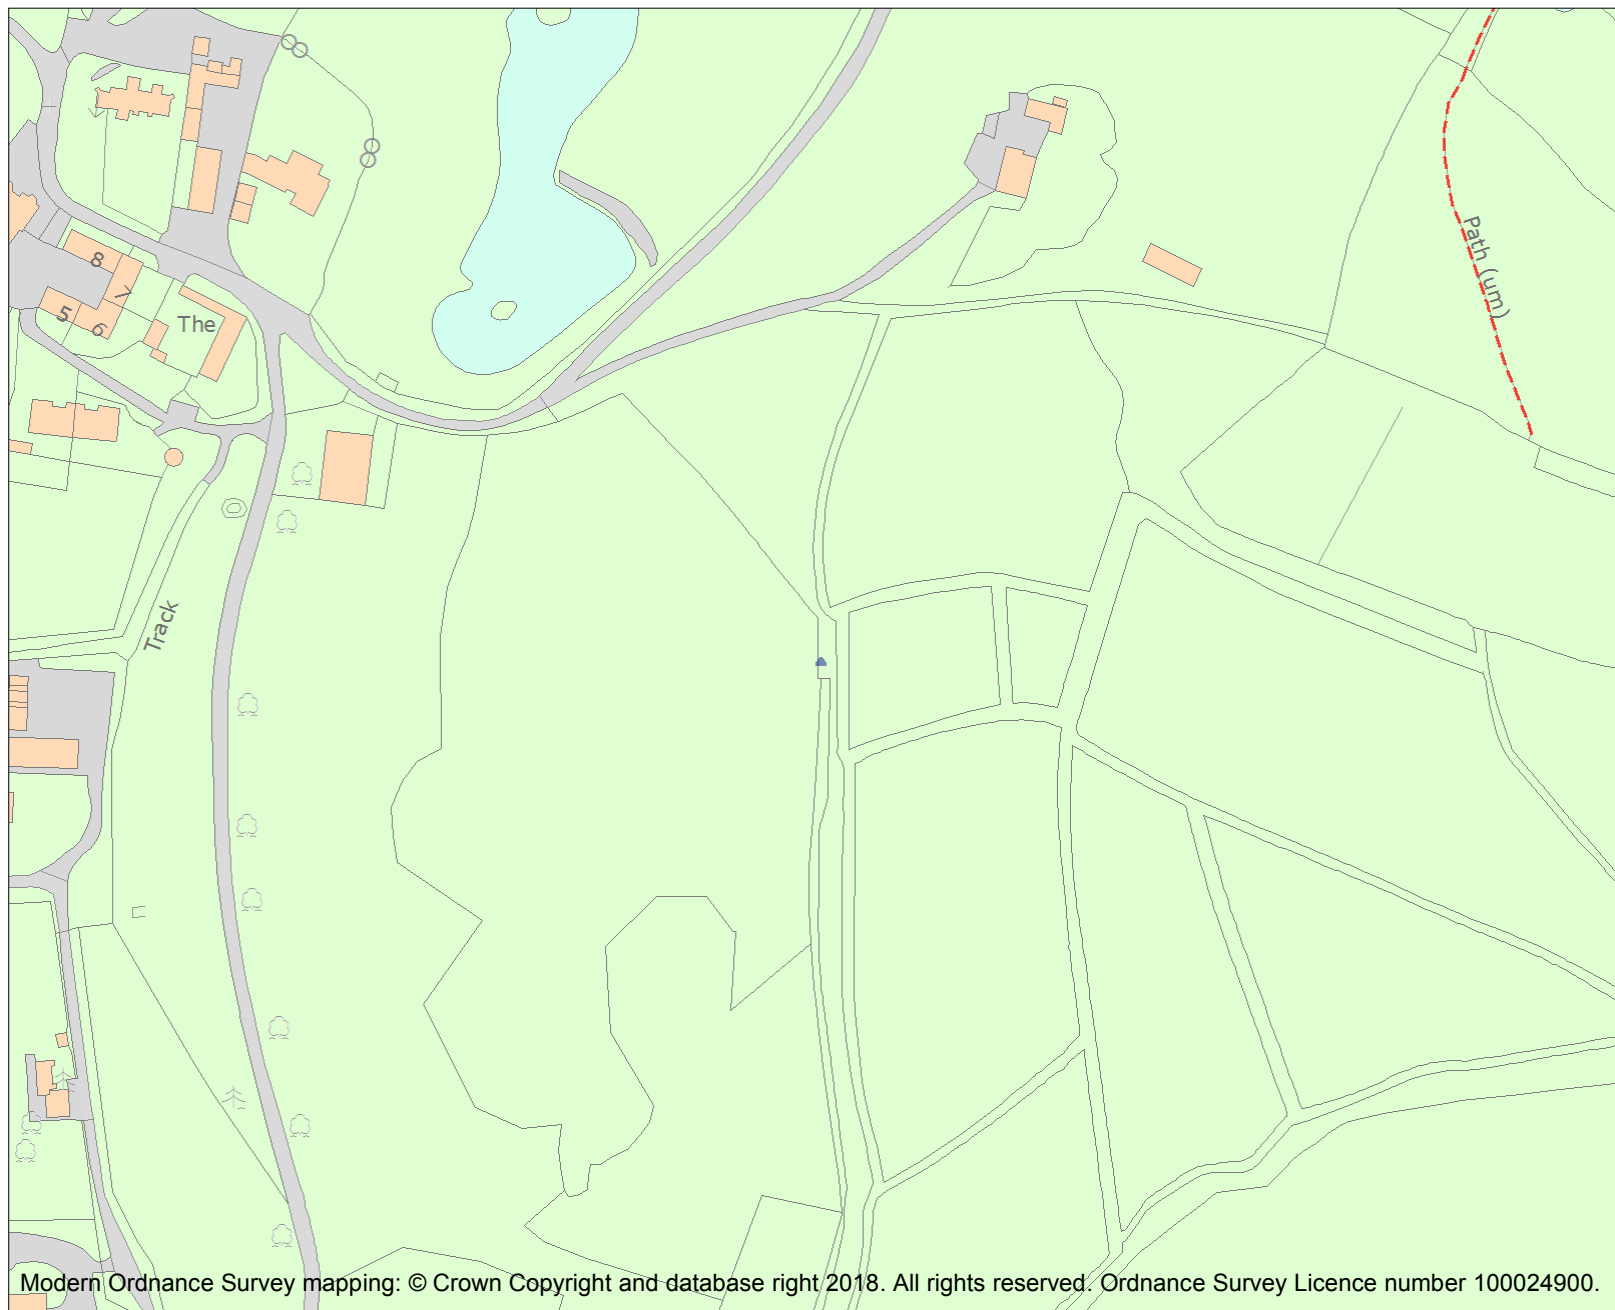 Path (um)
8
7
5
6
The
Track
Modern Ordnance Survey mapping: © Crown Copyright and database right 2018. All rights reserved. Ordnance Survey Licence number 100024900.